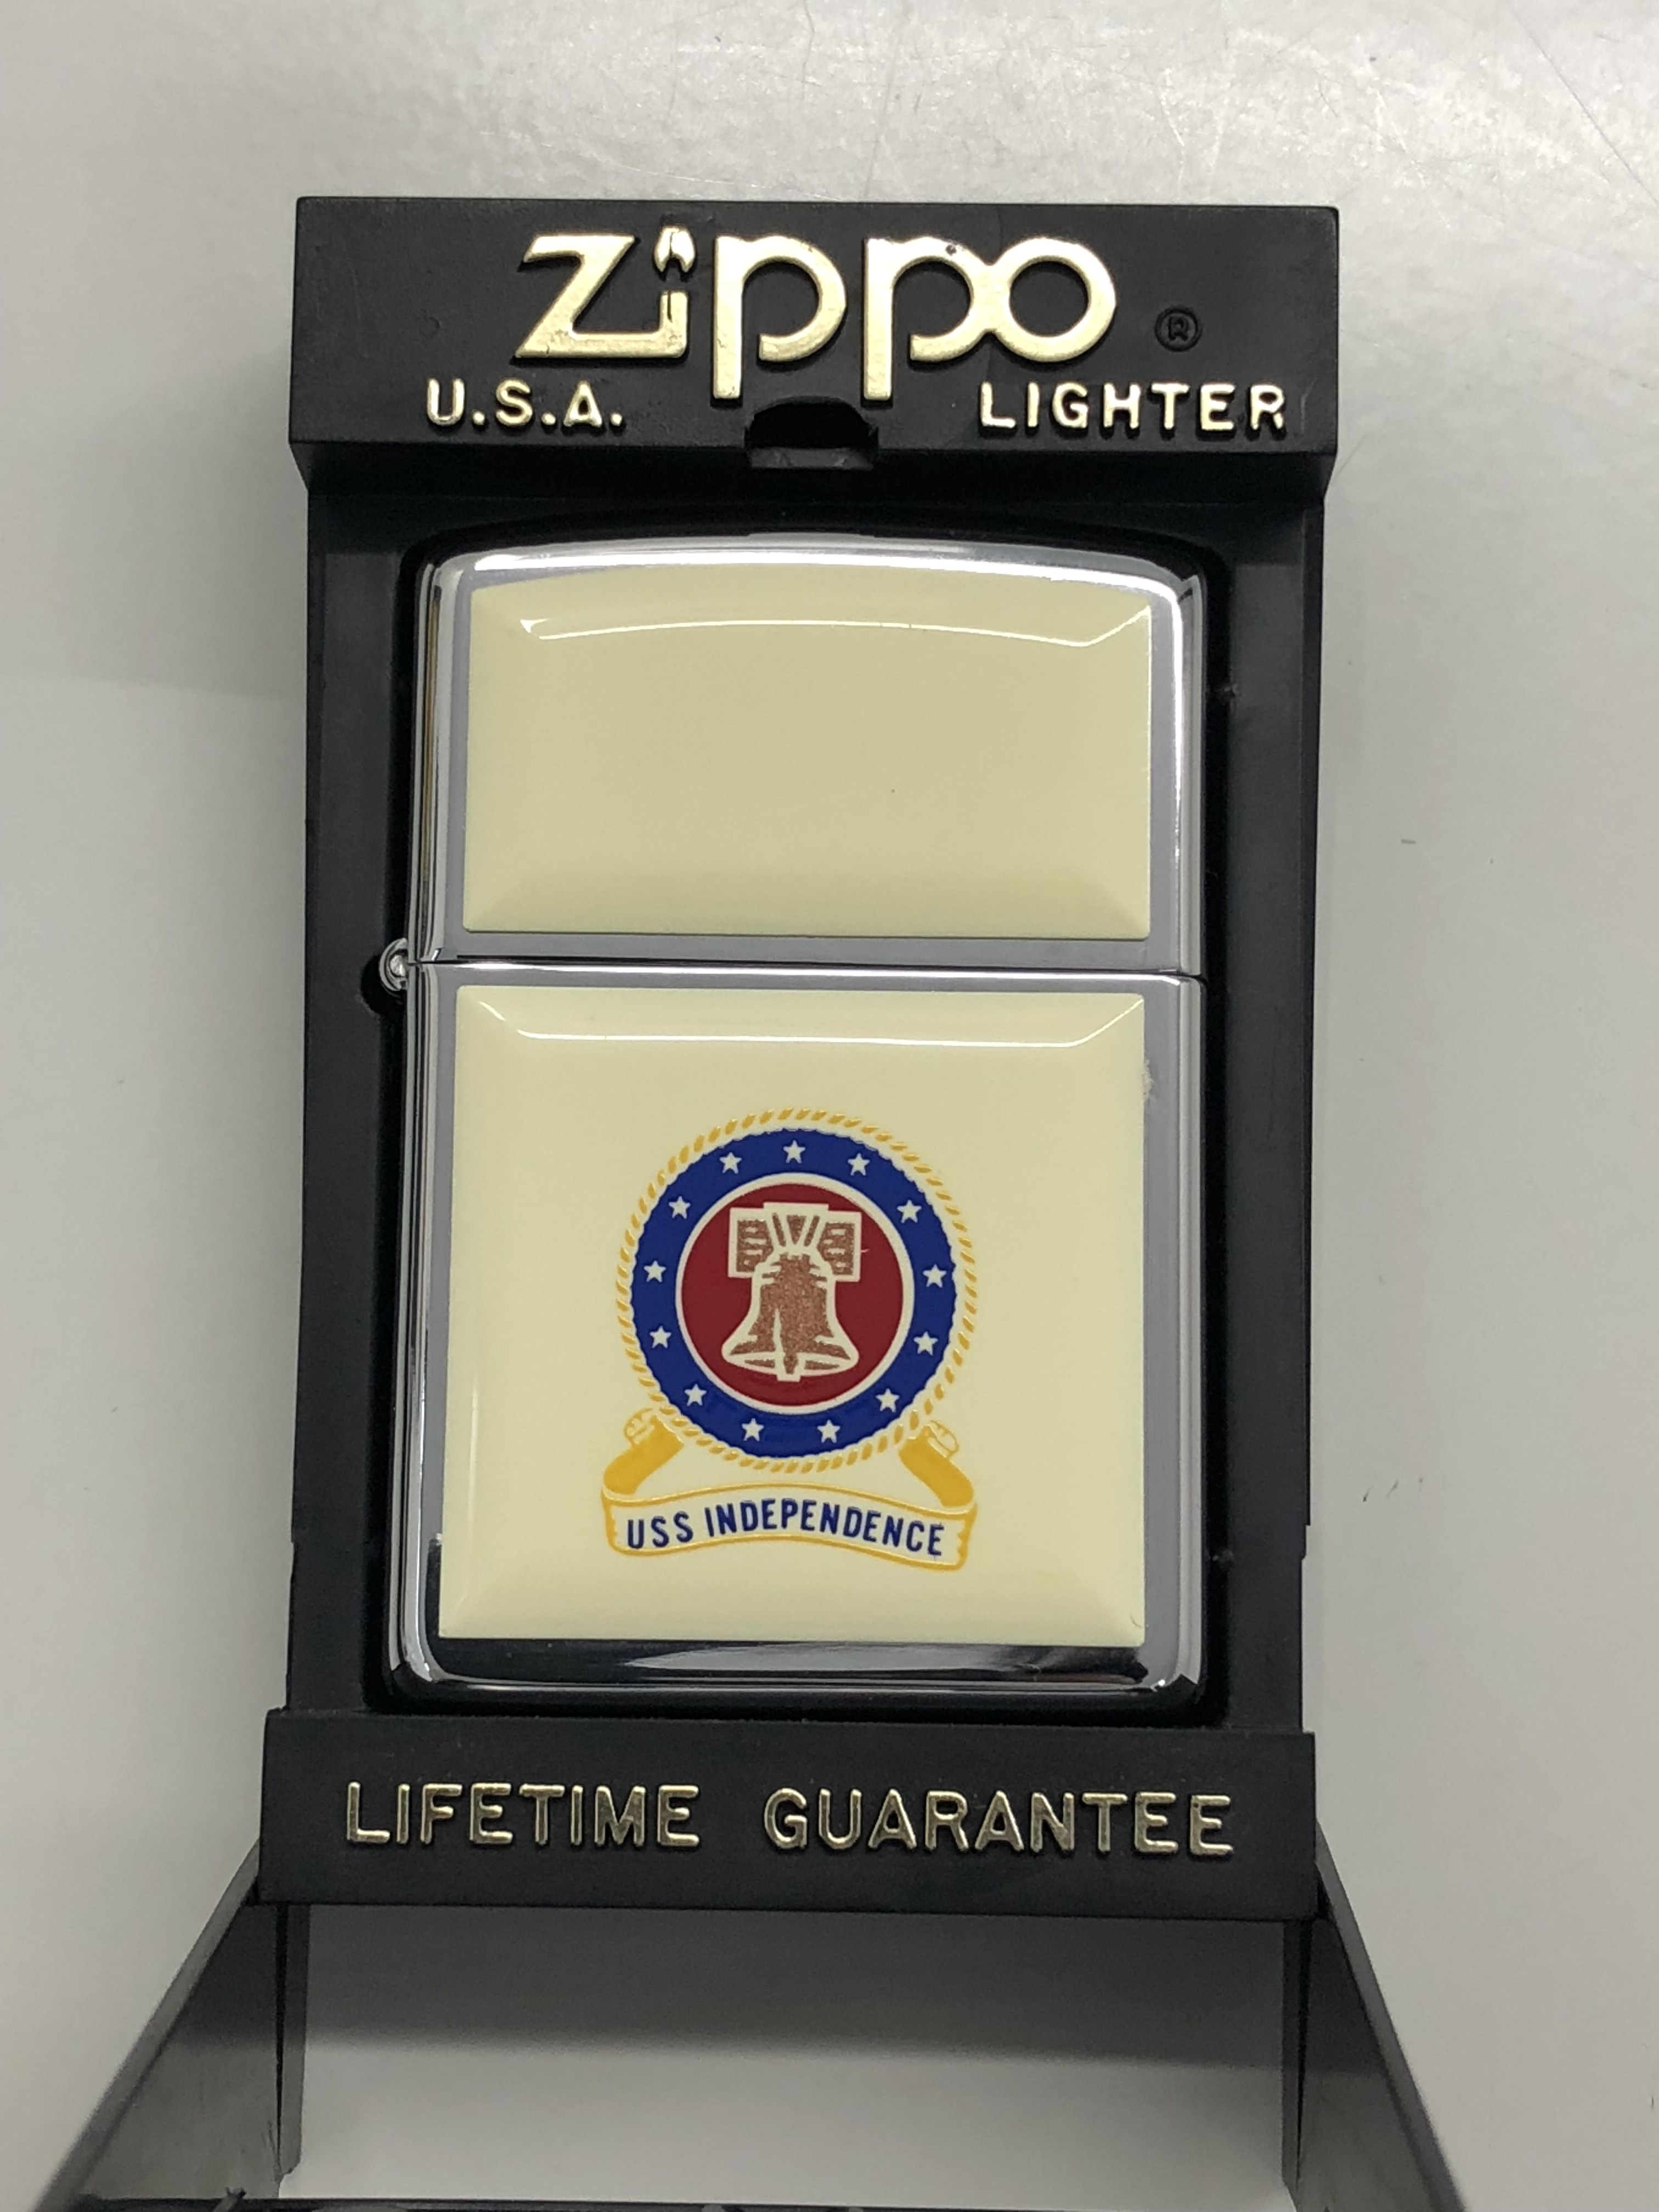 Zippo ®
U.S.A. LIGHTER
USS INDEPENDENCE
LIFETIME GUARANTEE